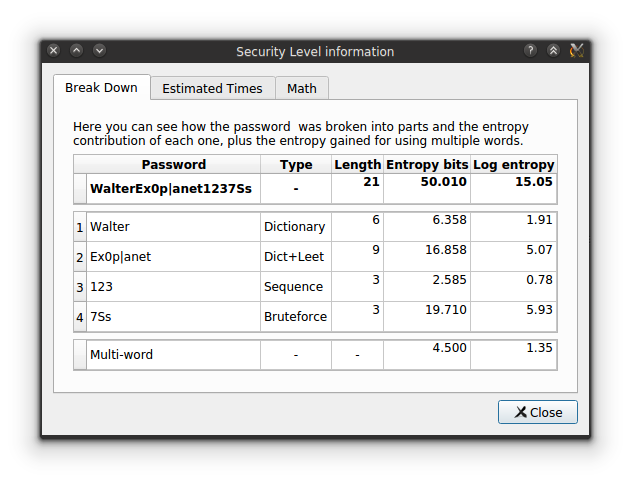 Security Level information
?
Break Down Estimated Times Math
Here you can see how the password was broken into parts and the entropy
contribution of each one, plus the entropy gained for using multiple words.
Password Type Length Entropy bits Log entropy
WalterEx0p|anet1237Ss - 21 50.010 15.05
1 Walter Dictionary 6 6.358 1.91
2 Ex0p|anet Dict+Leet 9 16.858 5.07
3 123 Sequence 3 2.585 0.78
4 7Ss Bruteforce 3 19.710 5.93
Multi-word - - 4.500 1.35
Close